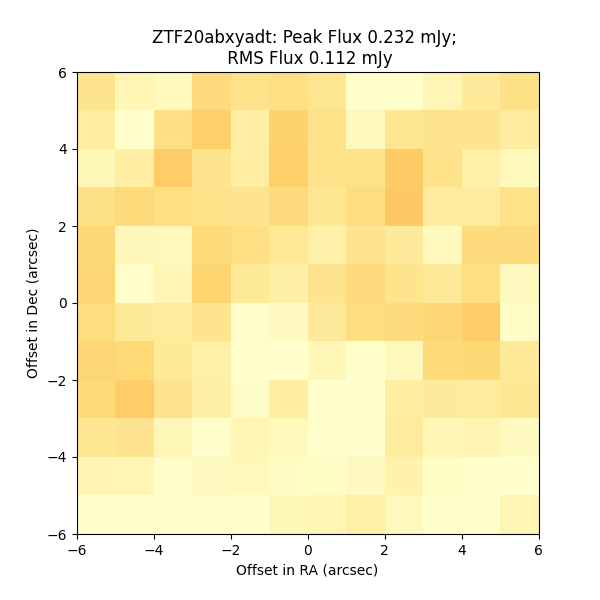 ZTF20abxyadt: Peak Flux 0.232 mJy;
RMS Flux 0.112 mJy
6
4
2
0
−2
−4
−6
Offset in Dec (arcsec)
−6 −4 −2 0 2 4 6
Offset in RA (arcsec)